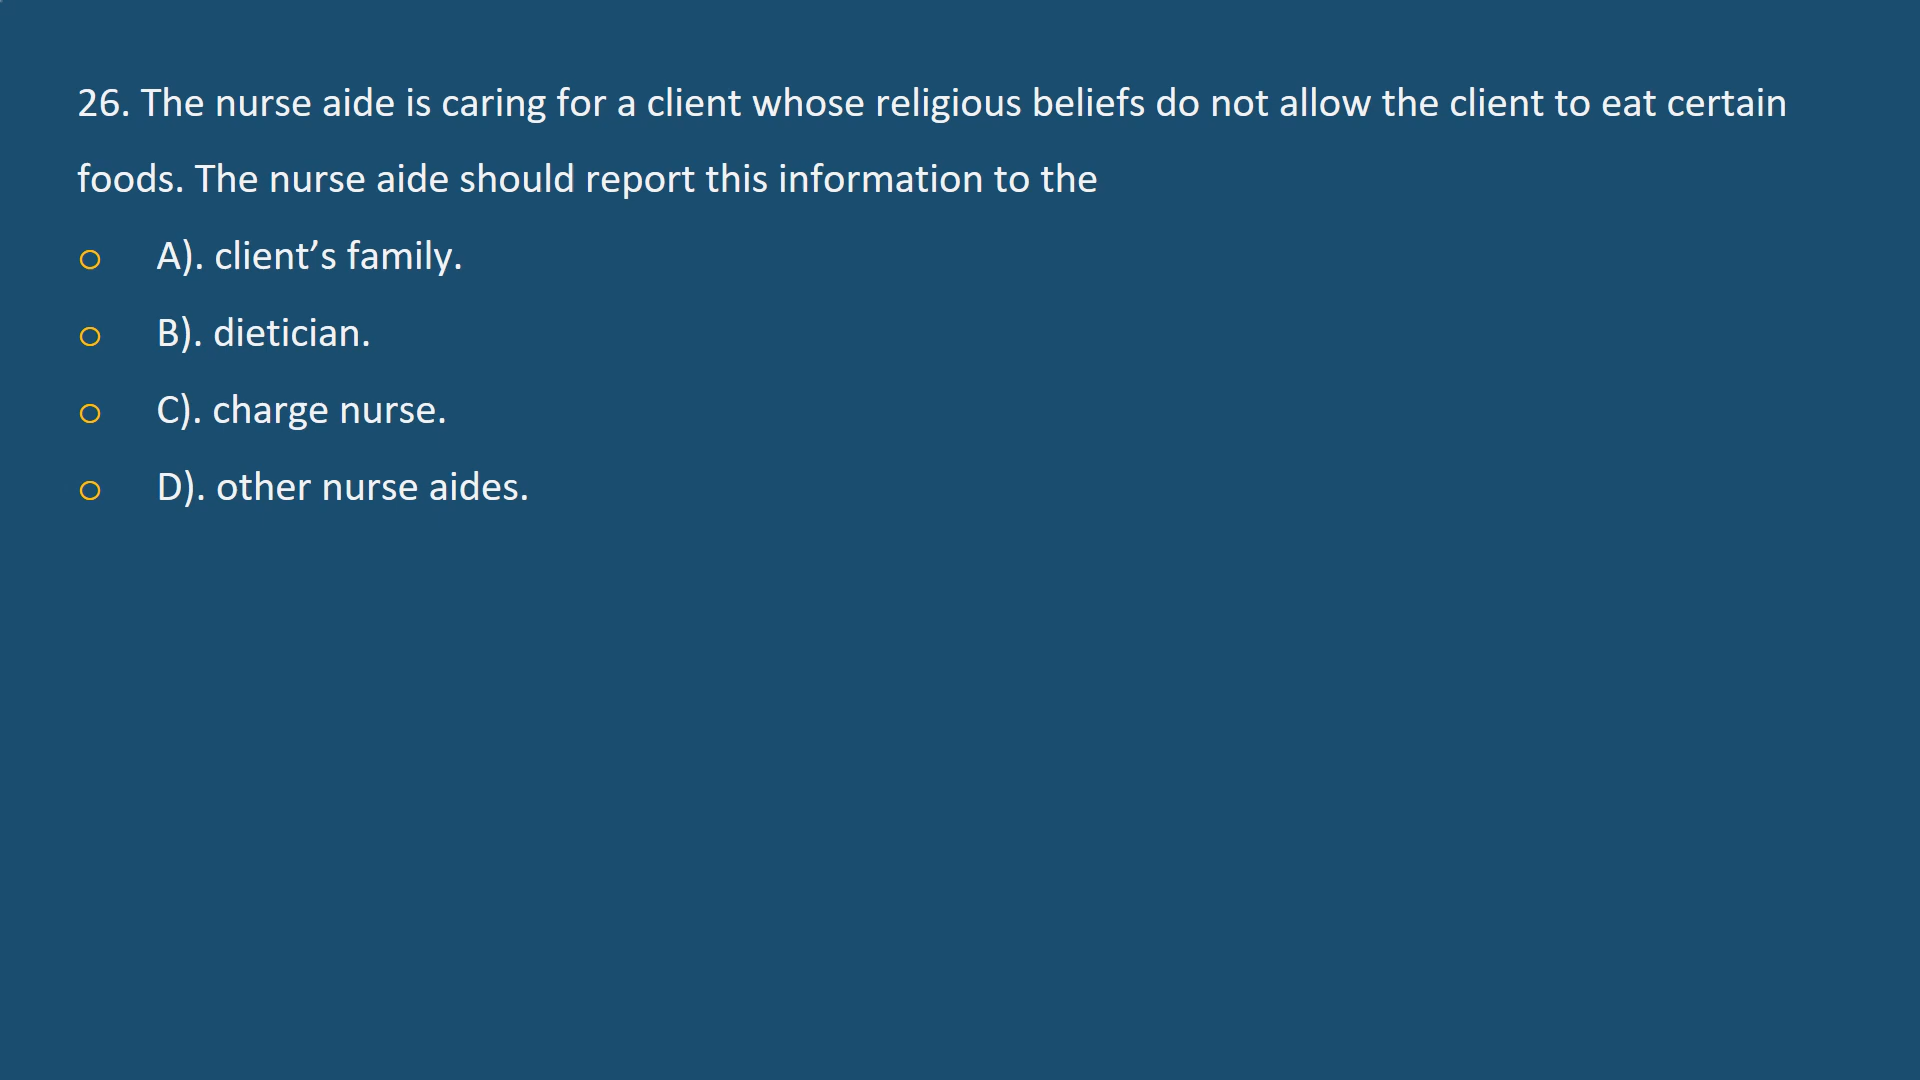 26. The nurse aide is caring for a client whose religious beliefs do not allow the client to eat certain
foods. The nurse aide should report this information to the
o A). client’s family.
o B). dietician.
o C). charge nurse.
o D). other nurse aides.